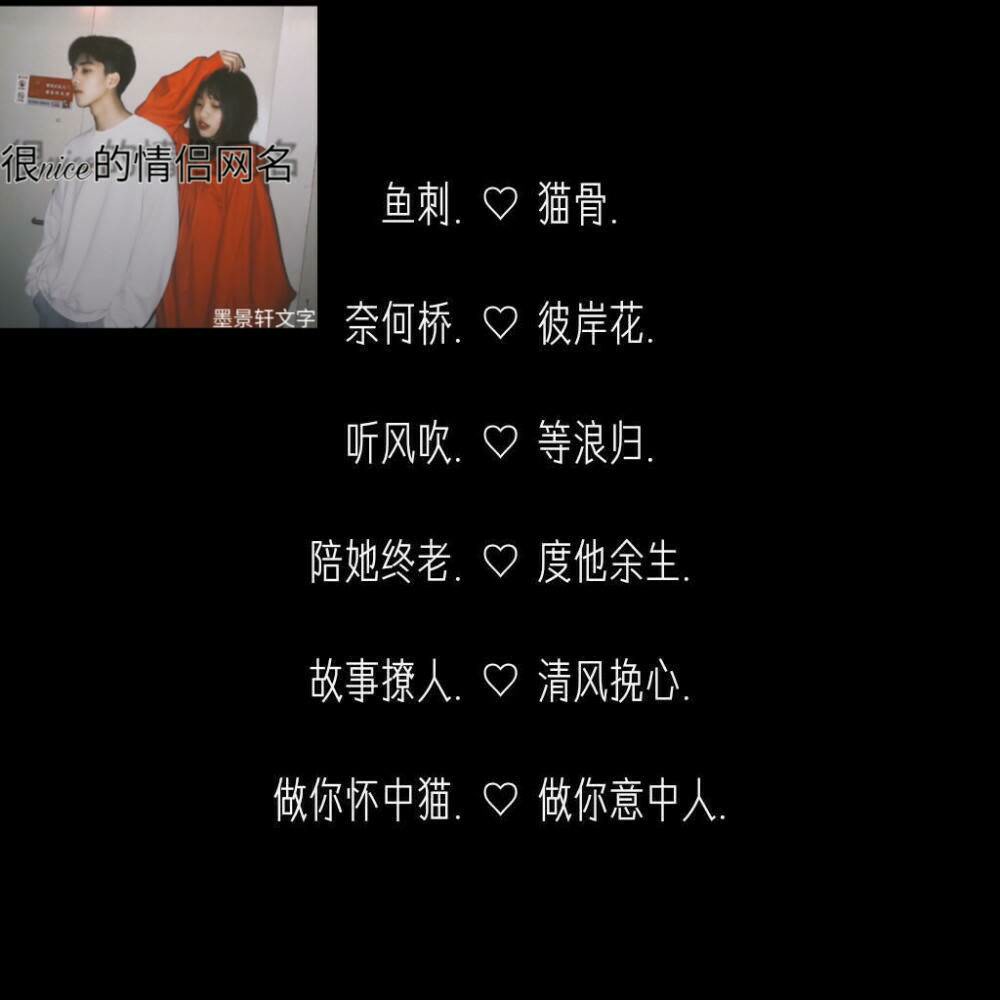 很nice的情侣网名
墨景轩文字
鱼刺. ♡ 猫骨.
奈何桥. ♡ 彼岸花.
听风吹. ♡ 等浪归.
陪她终老. ♡ 度他余生.
故事撩人. ♡ 清风挽心.
做你怀中猫. ♡ 做你意中人.